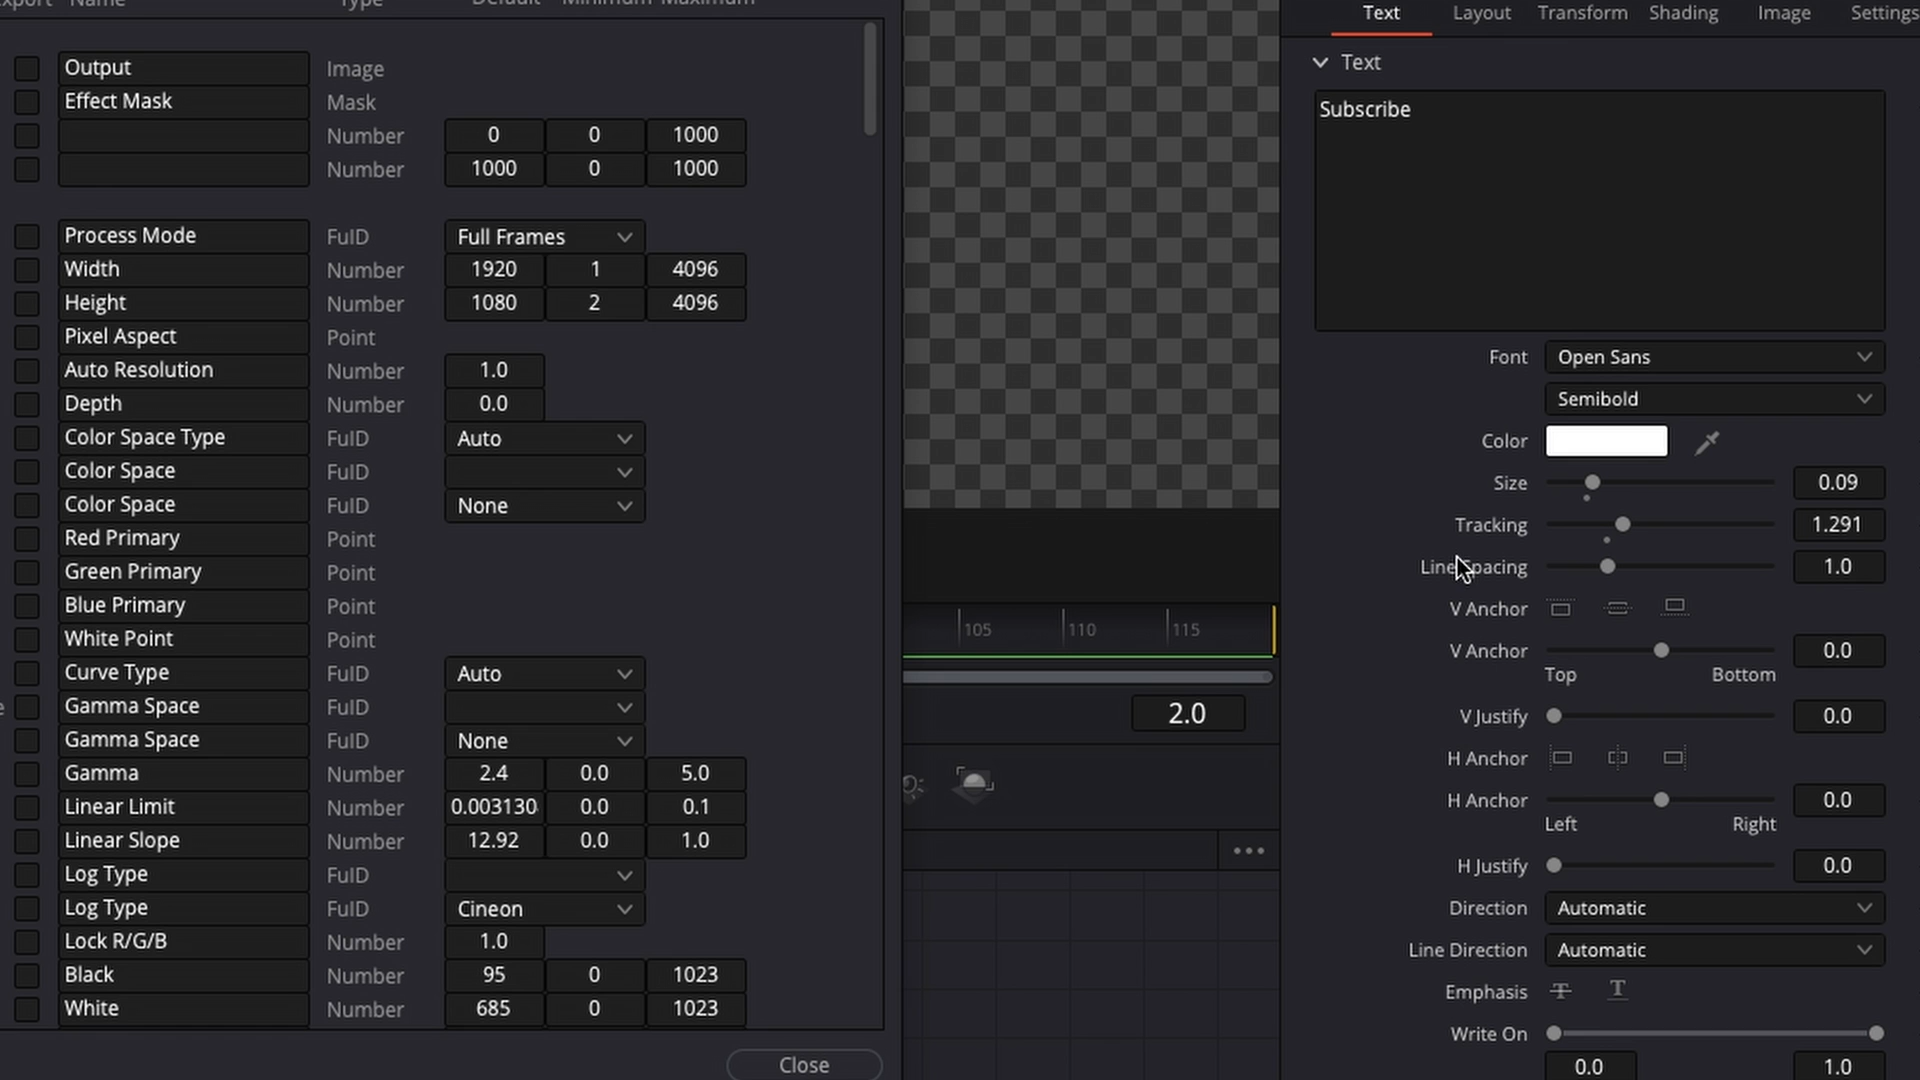 Export Name Type Default Minimum Maximum
Output Image
Effect Mask Mask
Number 0 0 1000
Number 1000 0 1000
Process Mode FuID Full Frames
Width Number 1920 1 4096
Height Number 1080 2 4096
Pixel Aspect Point
Auto Resolution Number 1.0
Depth Number 0.0
Color Space Type FuID Auto
Color Space FuID
Color Space FuID None
Red Primary Point
Green Primary Point
Blue Primary Point
White Point Point
Curve Type FuID Auto
Gamma Space FuID
Gamma Space FuID None
Gamma Number 2.4 0.0 5.0
Linear Limit Number 0.003130 0.0 0.1
Linear Slope Number 12.92 0.0 1.0
Log Type FuID
Log Type FuID Cineon
Lock R/G/B Number 1.0
Black Number 95 0 1023
White Number 685 0 1023
Close
105 110 115
2.0
Text Layout Transform Shading Image Settings
Text
Subscribe
Font Open Sans
Semibold
Color
Size 0.09
Tracking 1.291
Line Spacing 1.0
V Anchor
V Anchor 0.0
Top Bottom
V Justify 0.0
H Anchor
H Anchor 0.0
Left Right
H Justify 0.0
Direction Automatic
Line Direction Automatic
Emphasis T T
Write On
0.0 1.0